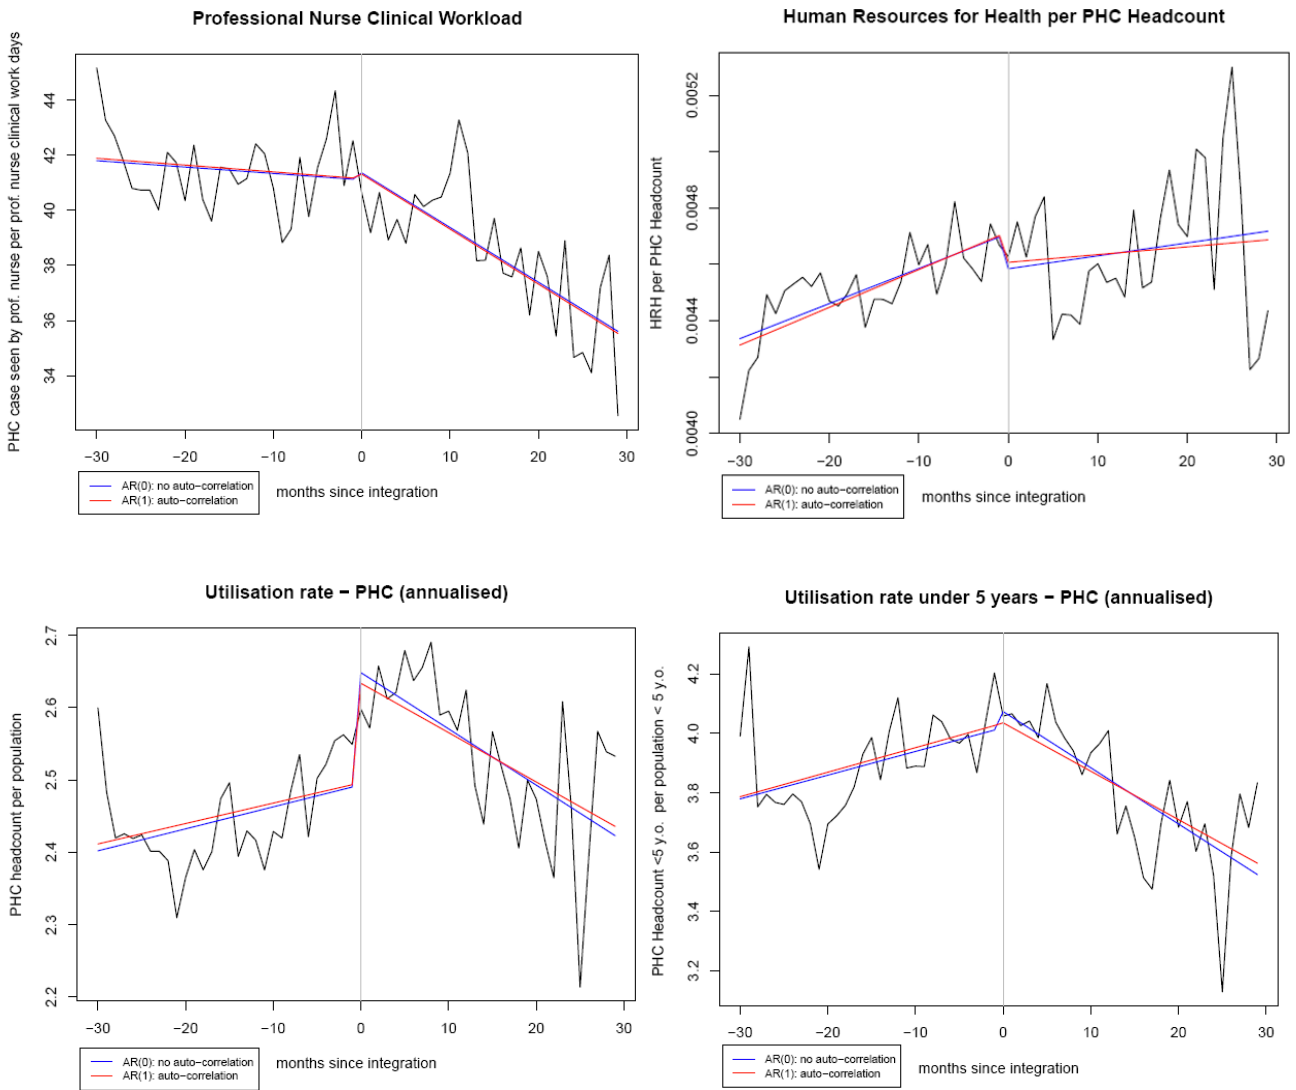 Professional Nurse Clinical Workload
PHC case seen by prof. nurse per prof. nurse clinical work days
44
42
40
38
36
34
−30
−20
−10
0
10
20
30
AR(0): no auto−correlation
AR(1): auto−correlation
months since integration
Human Resources for Health per PHC Headcount
HRH per PHC Headcount
0.0052
0.0048
0.0044
0.0040
−30
−20
−10
0
10
20
30
AR(0): no auto−correlation
AR(1): auto−correlation
months since integration
Utilisation rate − PHC (annualised)
PHC headcount per population
2.7
2.6
2.5
2.4
2.3
2.2
−30
−20
−10
0
10
20
30
AR(0): no auto−correlation
AR(1): auto−correlation
months since integration
Utilisation rate under 5 years − PHC (annualised)
PHC Headcount <5 y.o. per population < 5 y.o.
4.2
4.0
3.8
3.6
3.4
3.2
−30
−20
−10
0
10
20
30
AR(0): no auto−correlation
AR(1): auto−correlation
months since integration